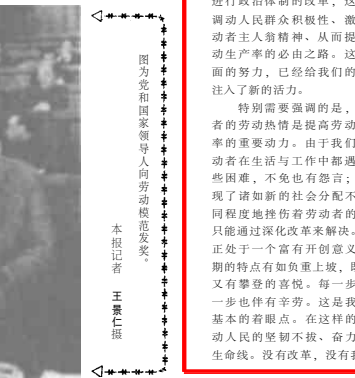 图为党和国家领导人向劳动模范发奖。
本报记者 王景仁摄
进行政治体制的改革，这
调动人民群众积极性、激
动者主人翁精神、从而提
动生产率的必由之路。这
面的努力，已经给我们的
注入了新的活力。
特别需要强调的是，
者的劳动热情是提高劳动
率的重要动力。由于我们
动者在生活与工作中都遇
些困难，不免也有怨言；
现了诸如新的社会分配不
同程度地挫伤着劳动者的
只能通过深化改革来解决。
正处于一个富有开创意义
期的特点有如负重上坡，
又有攀登的喜悦。每一步
一步也伴有辛劳。这是我
基本的着眼点。在这样的
动人民的坚韧不拔、奋力
生命线。没有改革，没有